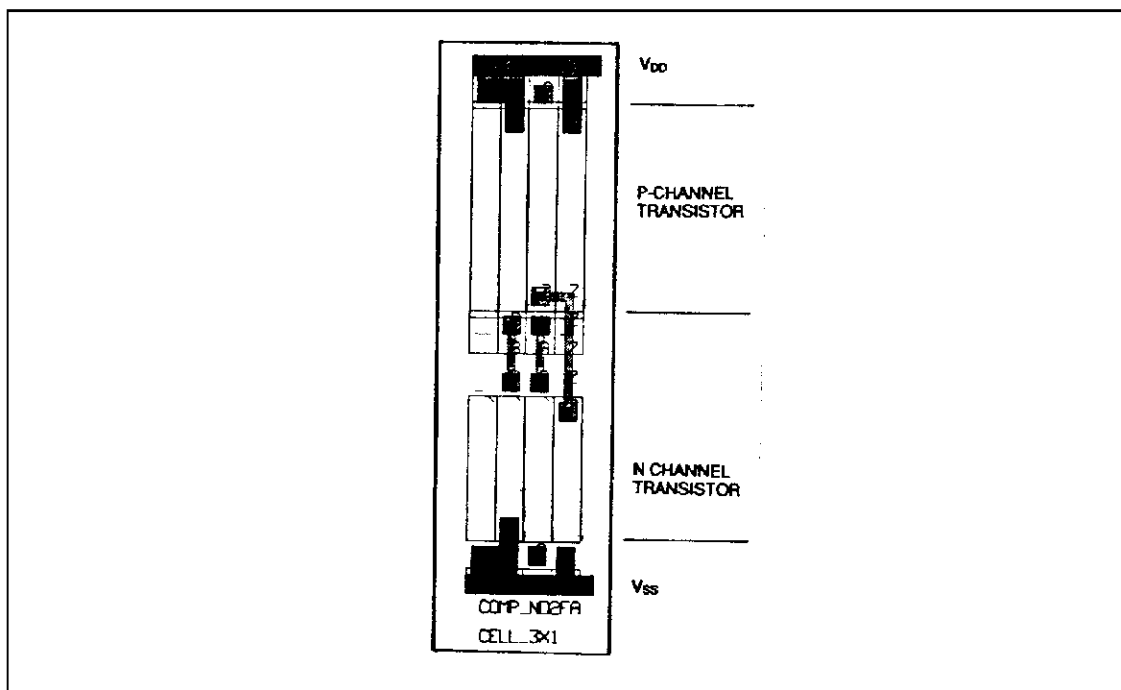 VDD
P-CHANNEL
TRANSISTOR
N CHANNEL
TRANSISTOR
VSS
COMP_ND2FA
CELL_3X1